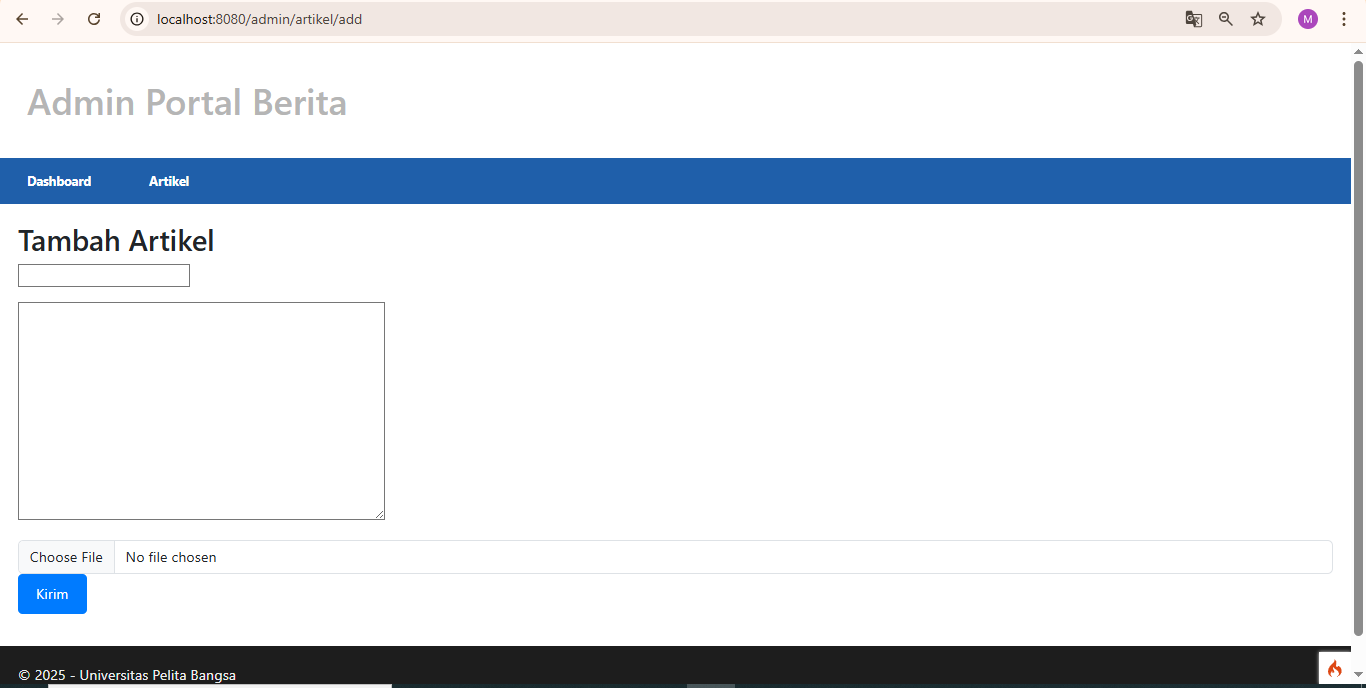 localhost:8080/admin/artikel/add
M
Admin Portal Berita
Dashboard Artikel
Tambah Artikel
Choose File No file chosen
Kirim
© 2025 - Universitas Pelita Bangsa